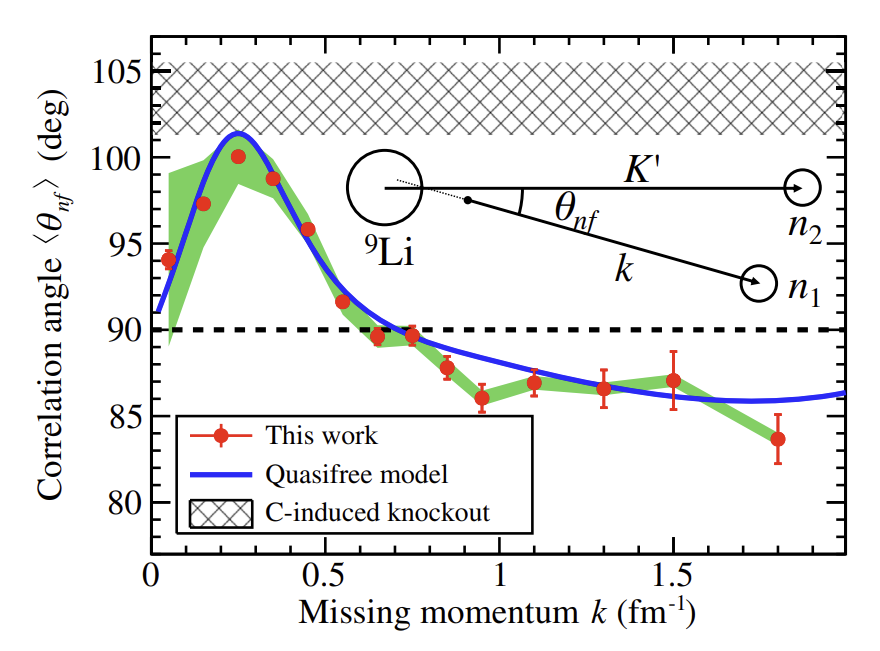 Correlation angle ⟨θnf⟩ (deg)
105
100
95
90
85
80
K'
θnf
n2
⁹Li
k
n1
This work
Quasifree model
C-induced knockout
0
0.5
1
1.5
Missing momentum k (fm⁻¹)